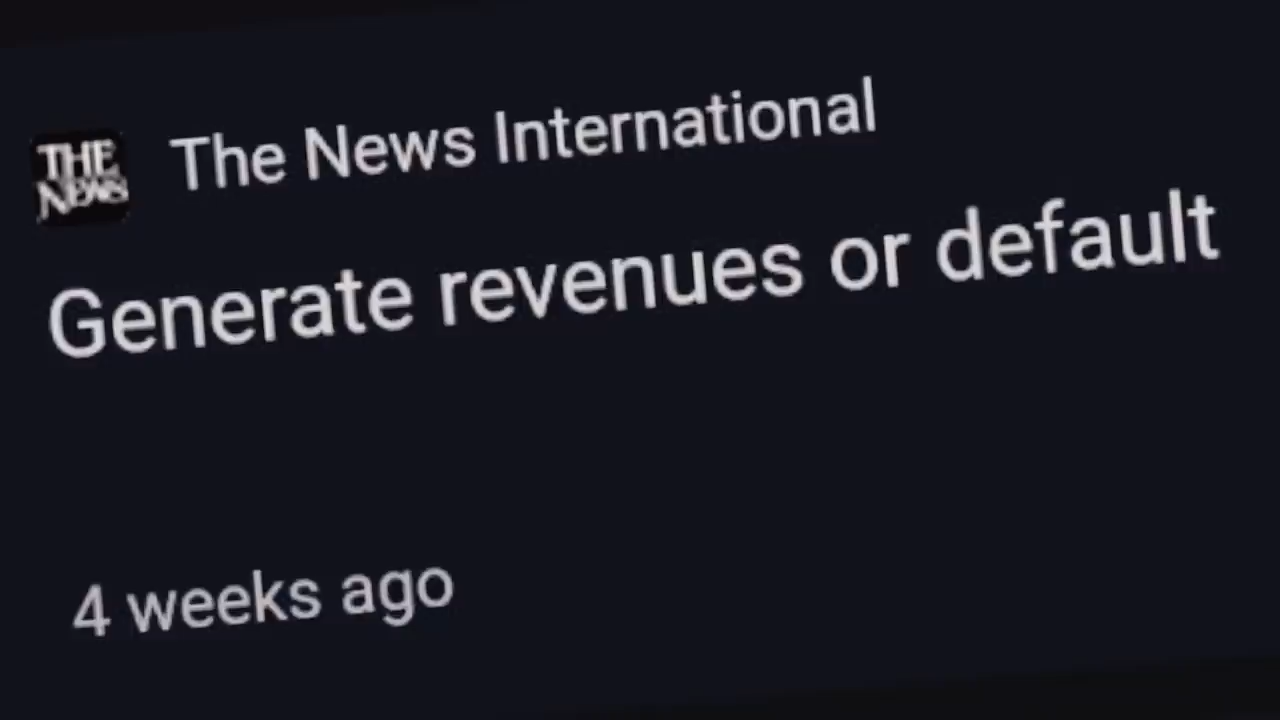 THE
NEWS
The News International
Generate revenues or default
4 weeks ago